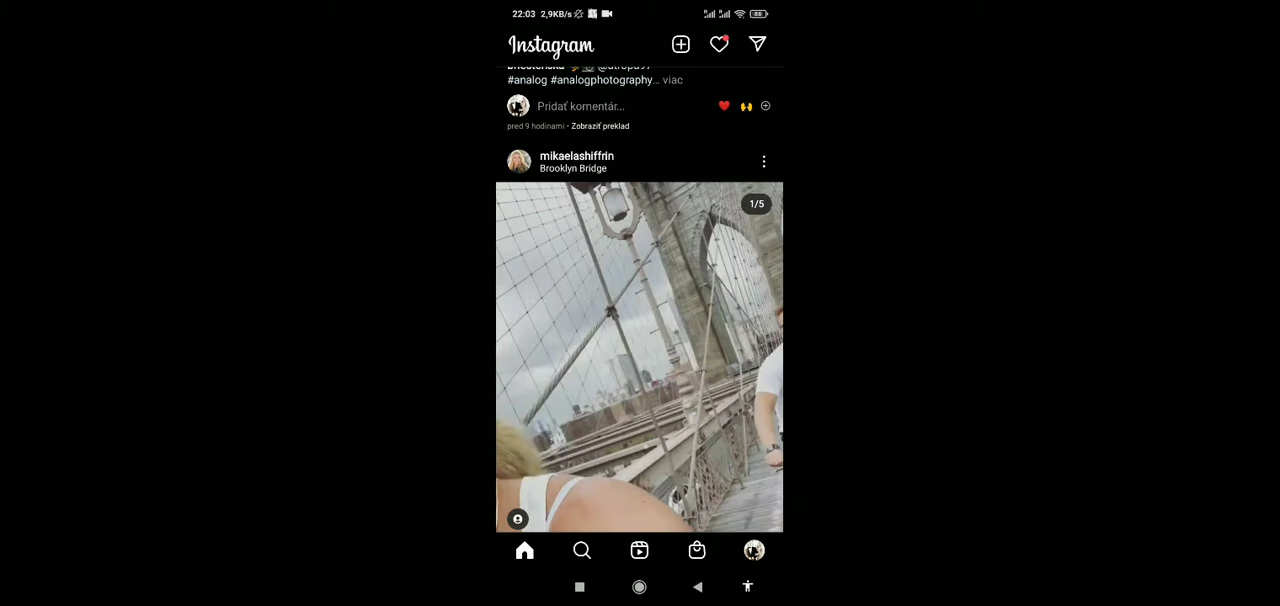 22:03 2,9KB/s
88
Instagram
#analog #analogphotography... viac
Pridať komentár...
pred 9 hodinami • Zobraziť preklad
mikaelashiffrin
Brooklyn Bridge
1/5